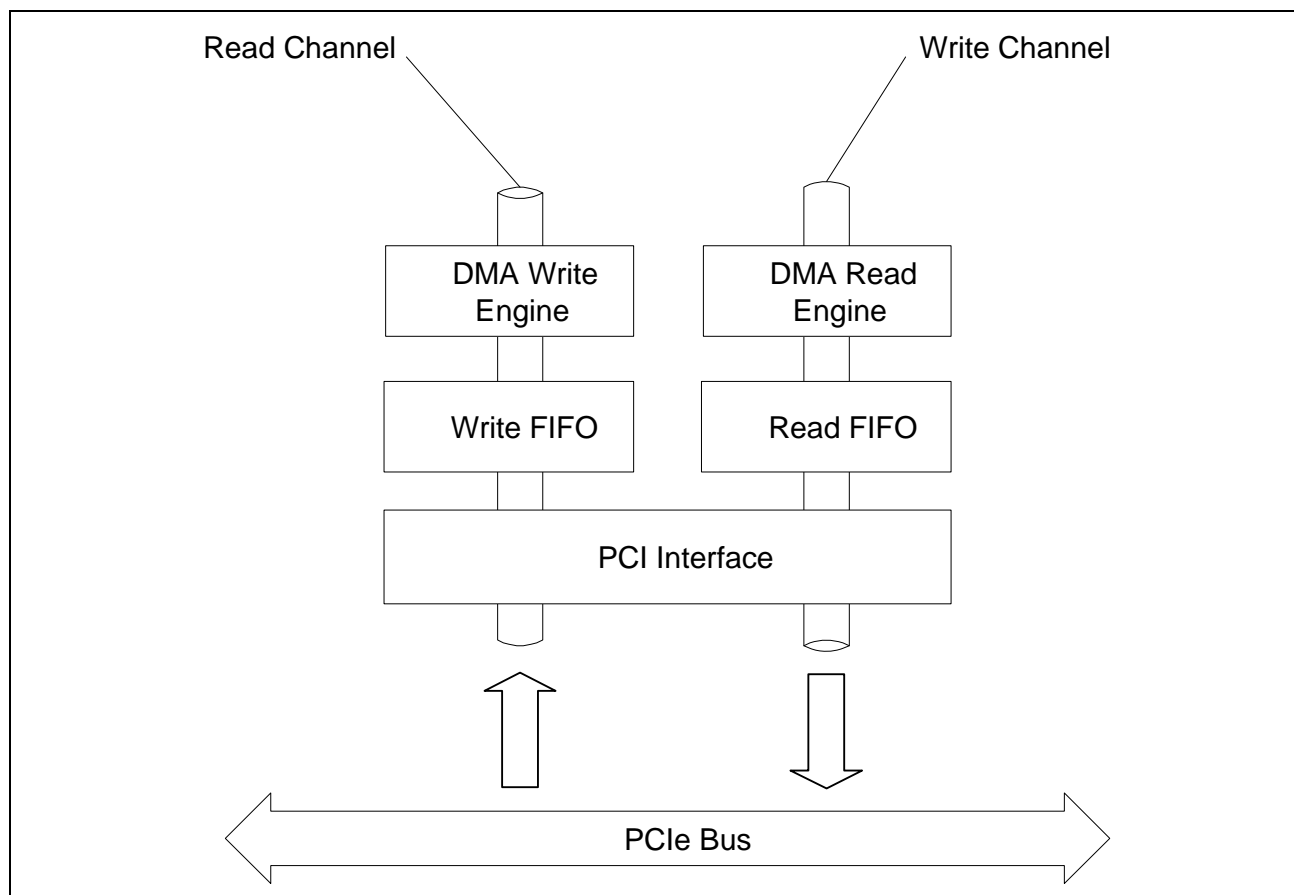 Read Channel
Write Channel
DMA Write
Engine
DMA Read
Engine
Write FIFO
Read FIFO
PCI Interface
PCIe Bus